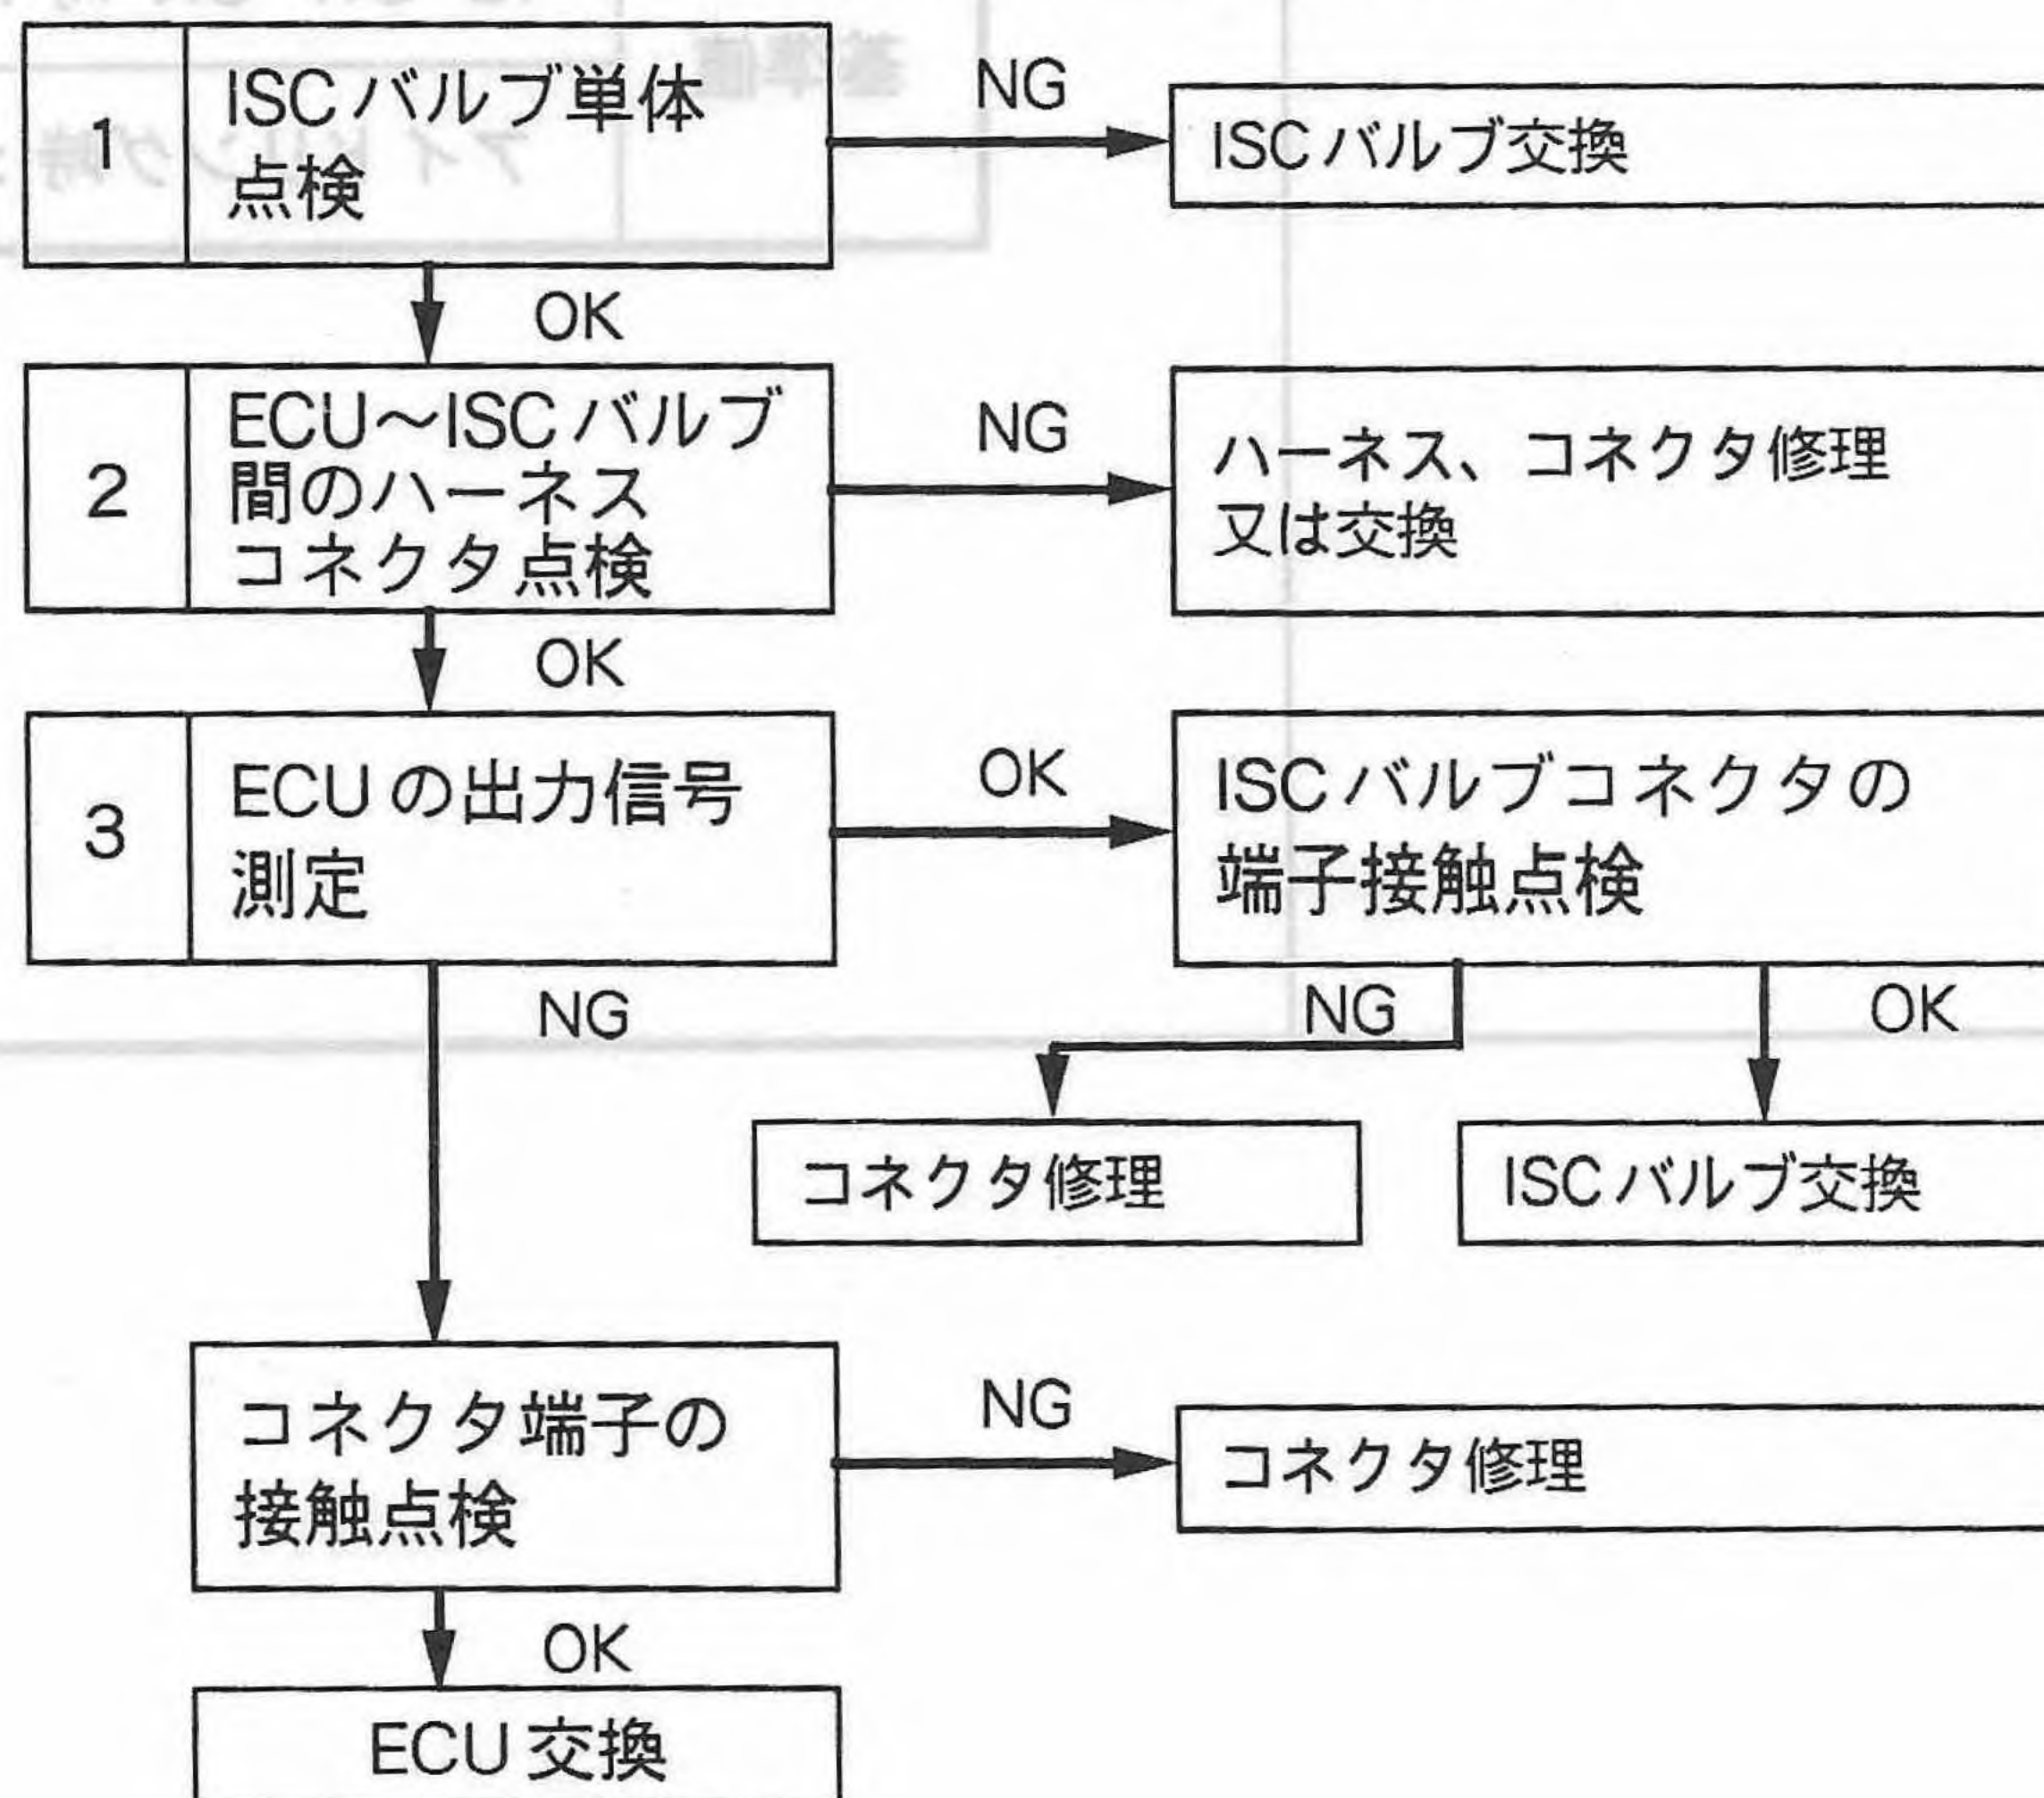 1
ISCバルブ単体
点検
NG
ISCバルブ交換
OK
2
ECU～ISCバルブ
間のハーネス
コネクタ点検
NG
ハーネス、コネクタ修理
又は交換
OK
3
ECUの出力信号
測定
OK
ISCバルブコネクタの
端子接触点検
NG
NG
OK
コネクタ修理
ISCバルブ交換
コネクタ端子の
接触点検
NG
コネクタ修理
OK
ECU交換